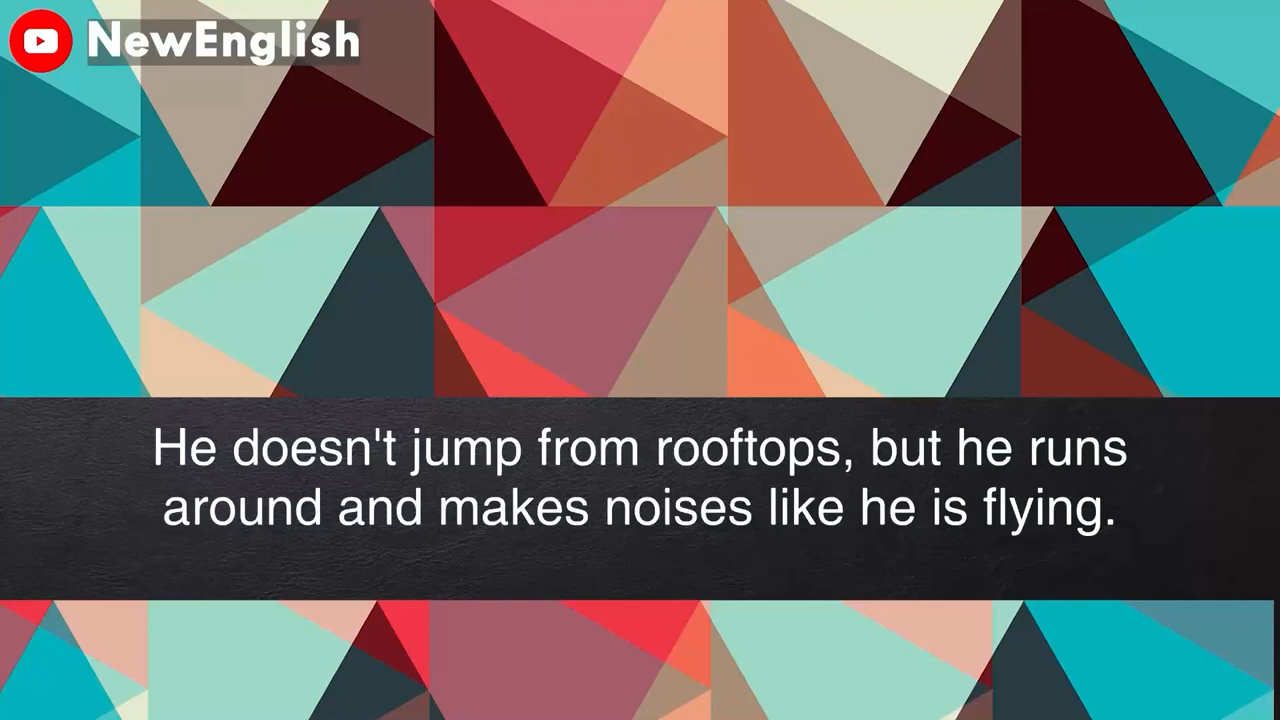 NewEnglish
He doesn't jump from rooftops, but he runs
around and makes noises like he is flying.